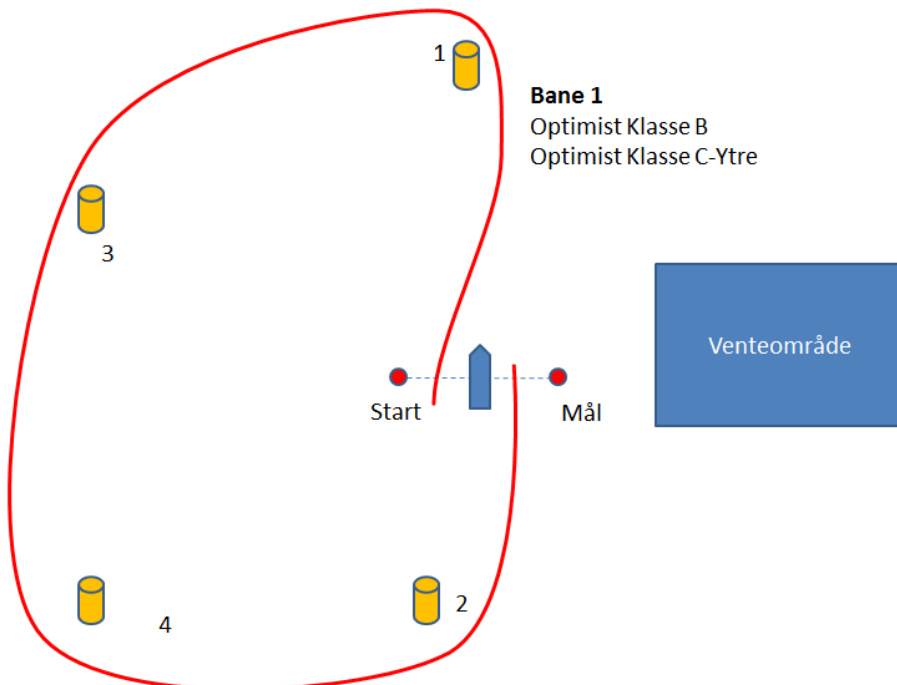 1
Bane 1
Optimist Klasse B
Optimist Klasse C-Ytre
3
Venteområde
Start
Mål
4
2